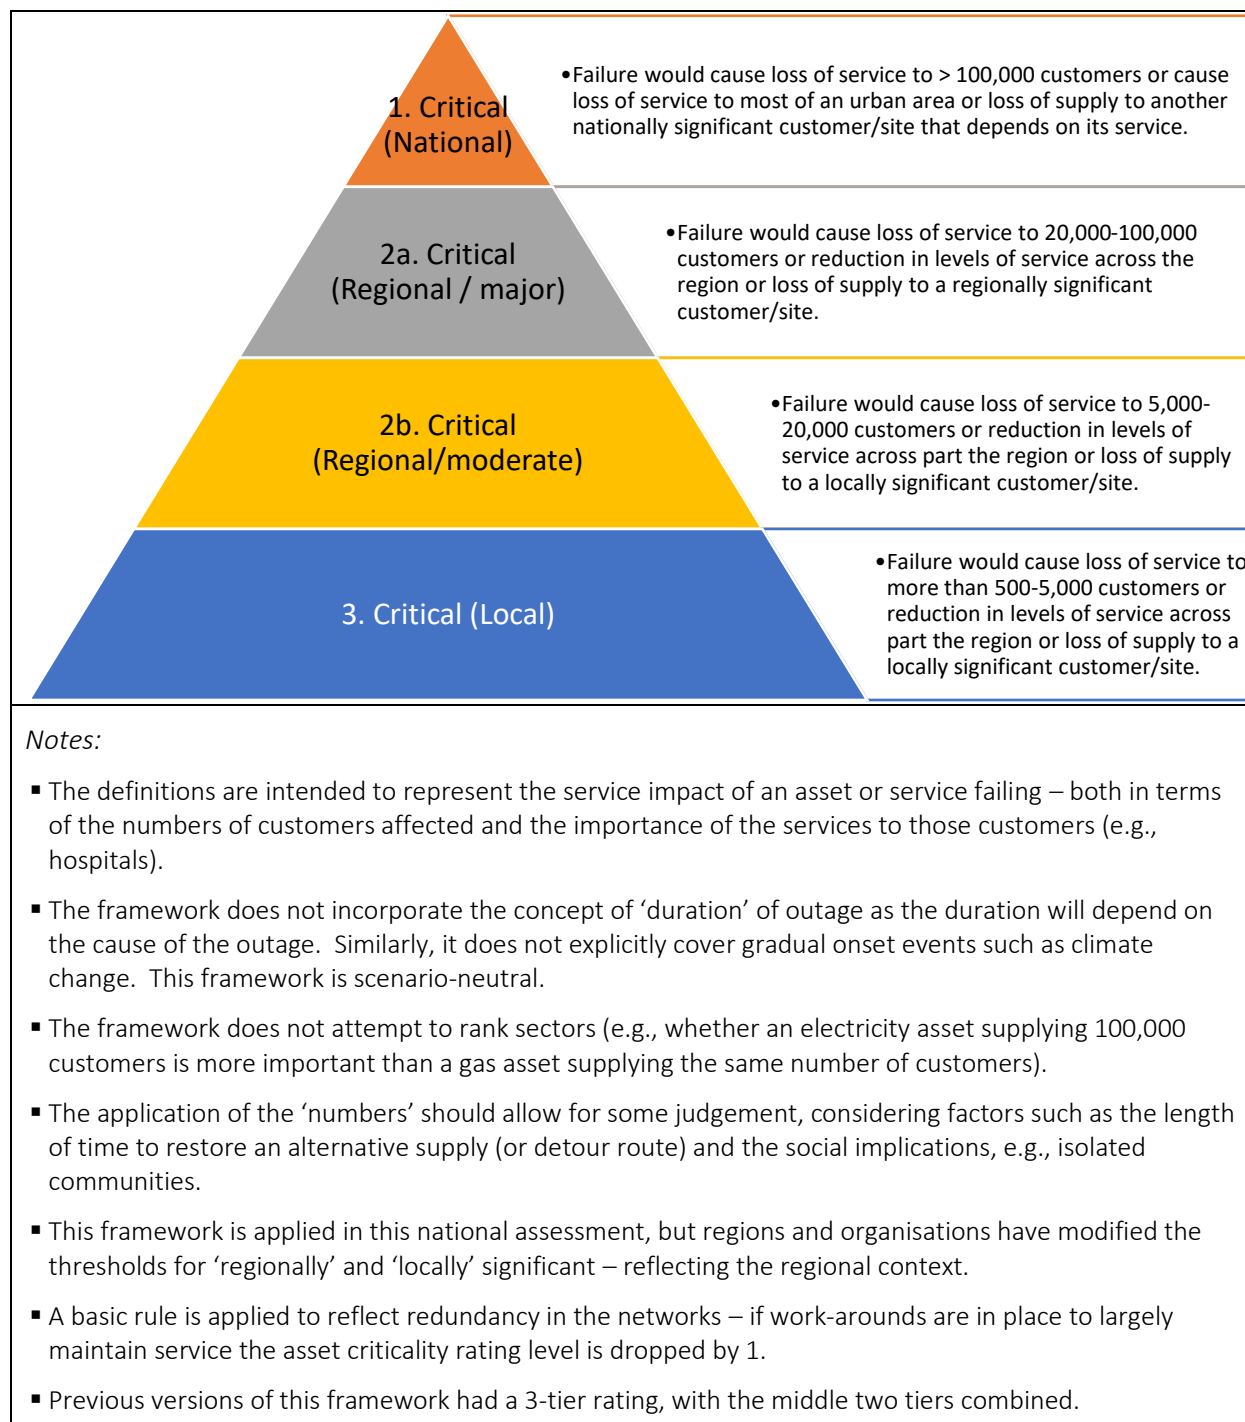 1. Critical
(National)
•Failure would cause loss of service to > 100,000 customers or cause
loss of service to most of an urban area or loss of supply to another
nationally significant customer/site that depends on its service.
2a. Critical
(Regional / major)
•Failure would cause loss of service to 20,000-100,000
customers or reduction in levels of service across the
region or loss of supply to a regionally significant
customer/site.
2b. Critical
(Regional/moderate)
•Failure would cause loss of service to 5,000-
20,000 customers or reduction in levels of
service across part the region or loss of supply
to a locally significant customer/site.
3. Critical (Local)
•Failure would cause loss of service to
more than 500-5,000 customers or
reduction in levels of service across
part the region or loss of supply to a
locally significant customer/site.
Notes:
▪ The definitions are intended to represent the service impact of an asset or service failing – both in terms
of the numbers of customers affected and the importance of the services to those customers (e.g.,
hospitals).
▪ The framework does not incorporate the concept of ‘duration’ of outage as the duration will depend on
the cause of the outage.  Similarly, it does not explicitly cover gradual onset events such as climate
change.  This framework is scenario-neutral.
▪ The framework does not attempt to rank sectors (e.g., whether an electricity asset supplying 100,000
customers is more important than a gas asset supplying the same number of customers).
▪ The application of the ‘numbers’ should allow for some judgement, considering factors such as the length
of time to restore an alternative supply (or detour route) and the social implications, e.g., isolated
communities.
▪ This framework is applied in this national assessment, but regions and organisations have modified the
thresholds for ‘regionally’ and ‘locally’ significant – reflecting the regional context.
▪ A basic rule is applied to reflect redundancy in the networks – if work-arounds are in place to largely
maintain service the asset criticality rating level is dropped by 1.
▪ Previous versions of this framework had a 3-tier rating, with the middle two tiers combined.